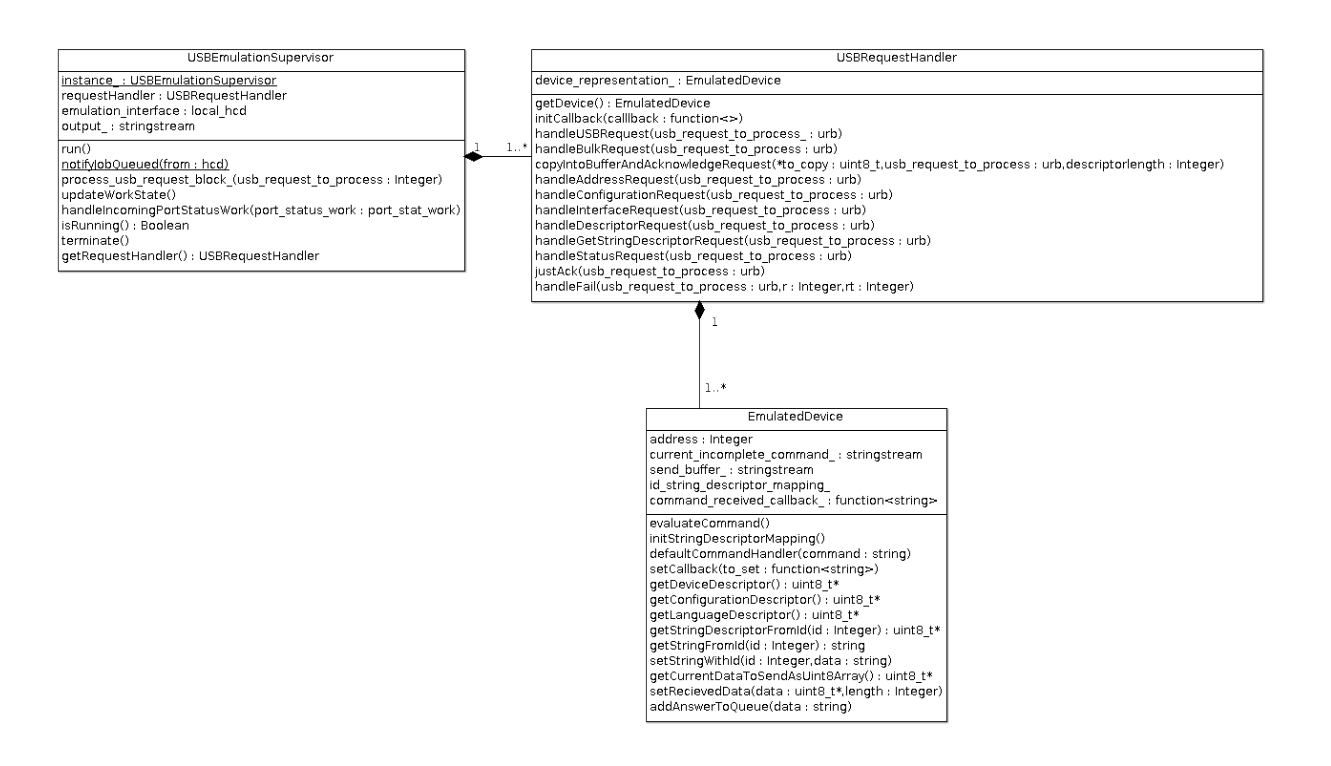 USBEmulationSupervisor
instance_ : USBEmulationSupervisor
requestHandler : USBRequestHandler
emulation_interface : local_hcd
output_ : stringstream
run()
notifyJobQueued(from : hcd)
process_usb_request_block_(usb_request_to_process : Integer)
updateWorkState()
handleIncomingPortStatusWork(port_status_work : port_stat_work)
isRunning() : Boolean
terminate()
getRequestHandler() : USBRequestHandler
1
1..*
USBRequestHandler
device_representation_ : EmulatedDevice
getDevice() : EmulatedDevice
initCallback(calllback : function<>)
handleUSBRequest(usb_request_to_process_ : urb)
handleBulkRequest(usb_request_to_process : urb)
copyIntoBufferAndAcknowledgeRequest(*to_copy : uint8_t,usb_request_to_process : urb,descriptorlength : Integer)
handleAddressRequest(usb_request_to_process : urb)
handleConfigurationRequest(usb_request_to_process : urb)
handleInterfaceRequest(usb_request_to_process : urb)
handleDescriptorRequest(usb_request_to_process : urb)
handleGetStringDescriptorRequest(usb_request_to_process : urb)
handleStatusRequest(usb_request_to_process : urb)
justAck(usb_request_to_process : urb)
handleFail(usb_request_to_process : urb,r : Integer,rt : Integer)
1
1..*
EmulatedDevice
address : Integer
current_incomplete_command_ : stringstream
send_buffer_ : stringstream
id_string_descriptor_mapping_
command_received_callback_ : function<string>
evaluateCommand()
initStringDescriptorMapping()
defaultCommandHandler(command : string)
setCallback(to_set : function<string>)
getDeviceDescriptor() : uint8_t*
getConfigurationDescriptor() : uint8_t*
getLanguageDescriptor() : uint8_t*
getStringDescriptorFromId(id : Integer) : uint8_t*
getStringFromId(id : Integer) : string
setStringWithId(id : Integer,data : string)
getCurrentDataToSendAsUint8Array() : uint8_t*
setRecievedData(data : uint8_t*,length : Integer)
addAnswerToQueue(data : string)